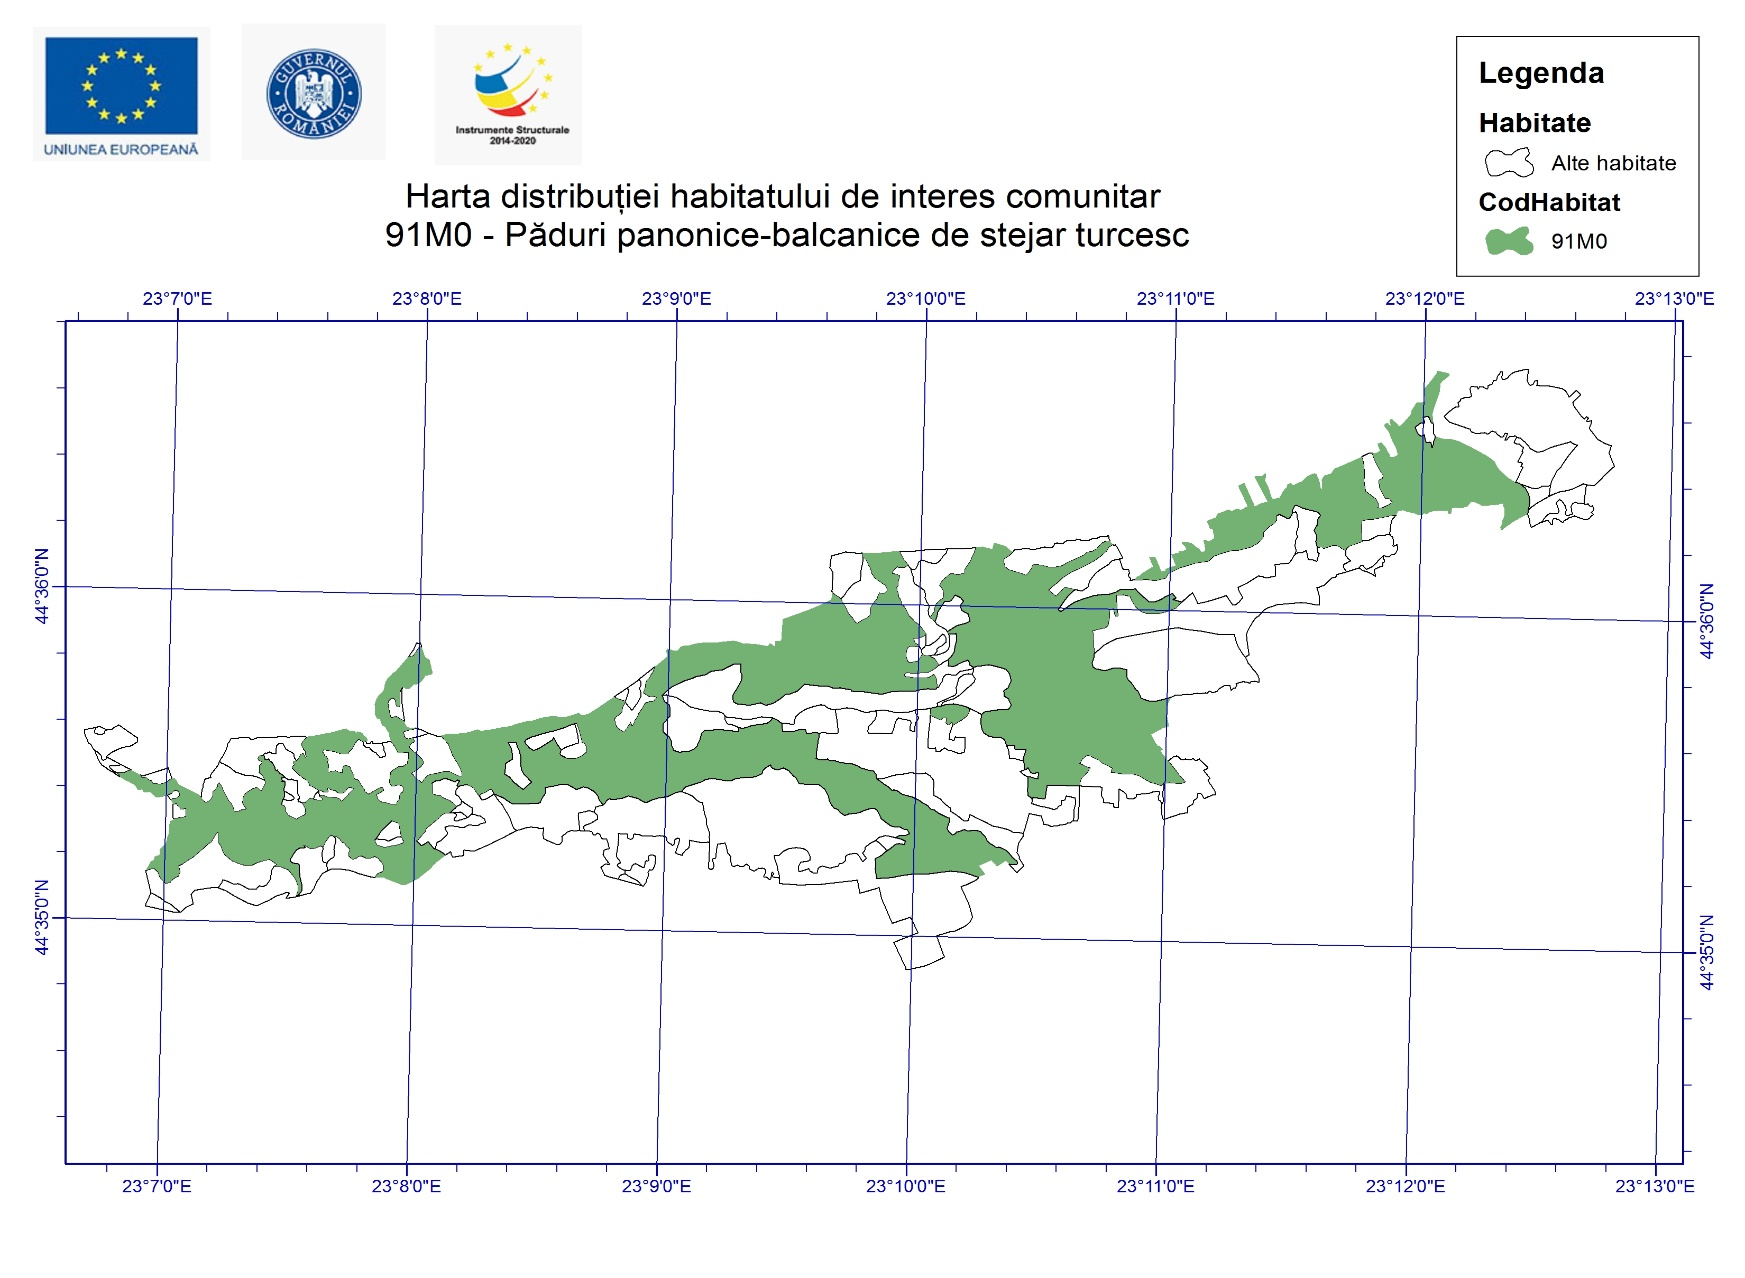 UNIUNEA EUROPEANĂ
GUVERNUL ROMÂNIEI
Instrumente Structurale
2014-2020
Harta distribuției habitatului de interes comunitar
91M0 - Păduri panonice-balcanice de stejar turcesc
Legenda
Habitate
Alte habitate
CodHabitat
91M0
23°7'0"E 23°8'0"E 23°9'0"E 23°10'0"E 23°11'0"E 23°12'0"E 23°13'0"E
44°36'0"N
44°35'0"N
44°36'0"N
44°35'0"N
23°7'0"E 23°8'0"E 23°9'0"E 23°10'0"E 23°11'0"E 23°12'0"E 23°13'0"E